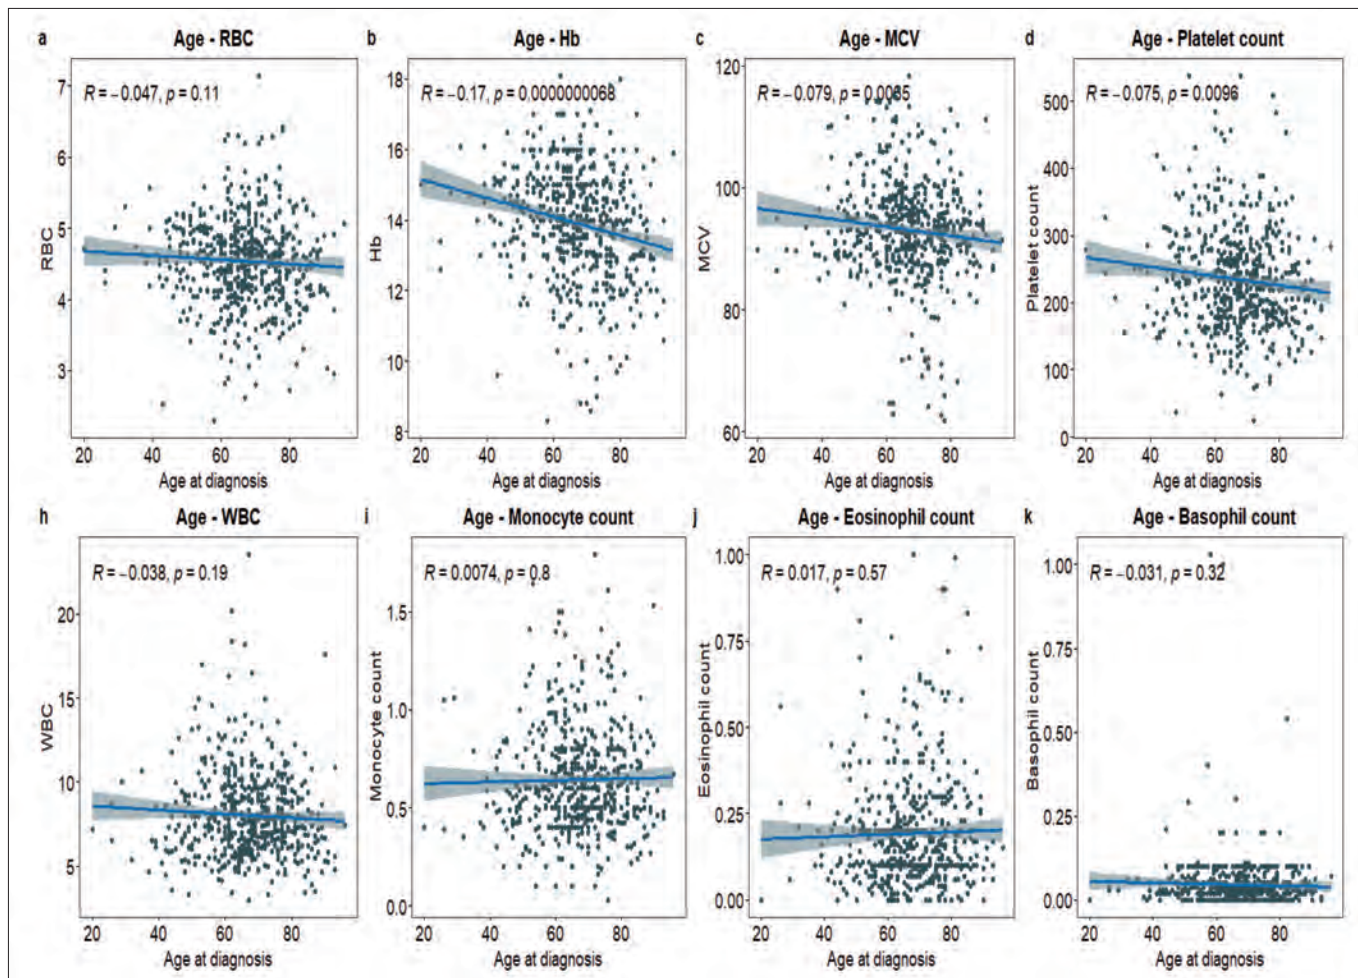 a Age - RBC b Age - Hb c Age - MCV d Age - Platelet count
R = −0.047, p = 0.11
7
6
5
4
3
RBC
20 40 60 80
Age at diagnosis
R = −0.17, p = 0.0000000068
18
16
14
12
10
8
Hb
20 40 60 80
Age at diagnosis
R = −0.079, p = 0.0065
120
100
80
60
MCV
20 40 60 80
Age at diagnosis
R = −0.075, p = 0.0096
500
400
300
200
100
0
Platelet count
20 40 60 80
Age at diagnosis
h Age - WBC i Age - Monocyte count j Age - Eosinophil count k Age - Basophil count
R = −0.038, p = 0.19
20
15
10
5
WBC
20 40 60 80
Age at diagnosis
R = 0.0074, p = 0.8
1.5
1.0
0.5
0.0
Monocyte count
20 40 60 80
Age at diagnosis
R = 0.017, p = 0.57
1.00
0.75
0.50
0.25
0.00
Eosinophil count
20 40 60 80
Age at diagnosis
R = −0.031, p = 0.32
1.00
0.75
0.50
0.25
0.00
Basophil count
20 40 60 80
Age at diagnosis